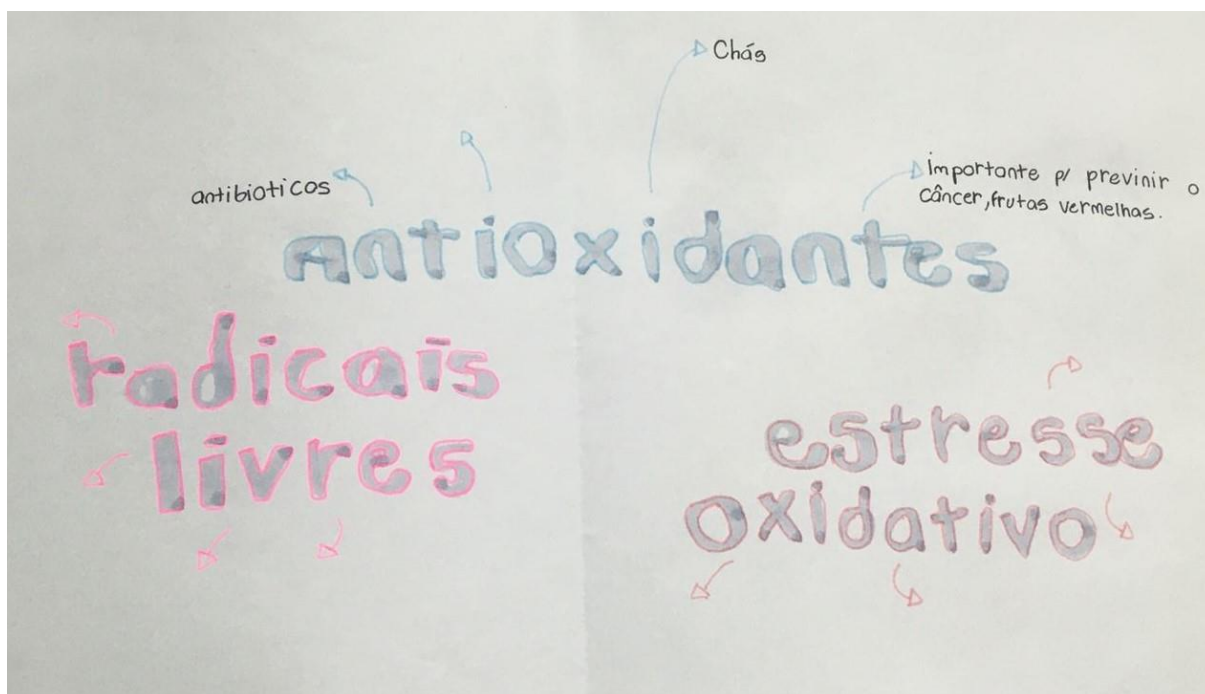 Chás
antibioticos
importante p/ previnir o
câncer, frutas vermelhas.
antioxidantes
radicais
livres
estresse
oxidativo